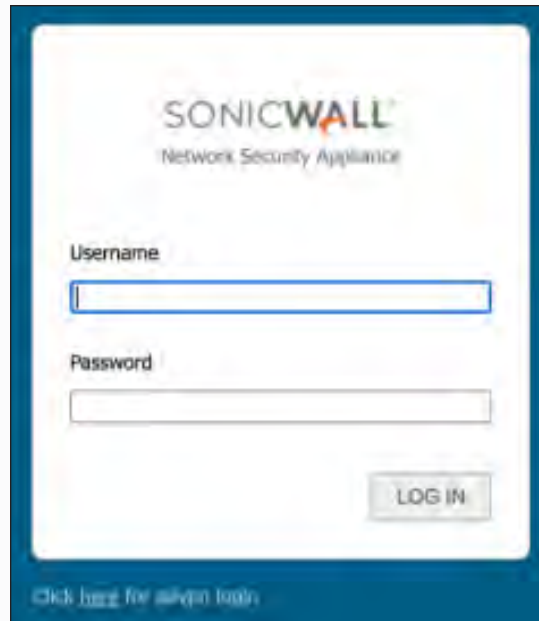 SONICWALL
Network Security Appliance
Username
Password
LOG IN
Click here for sslvpn login